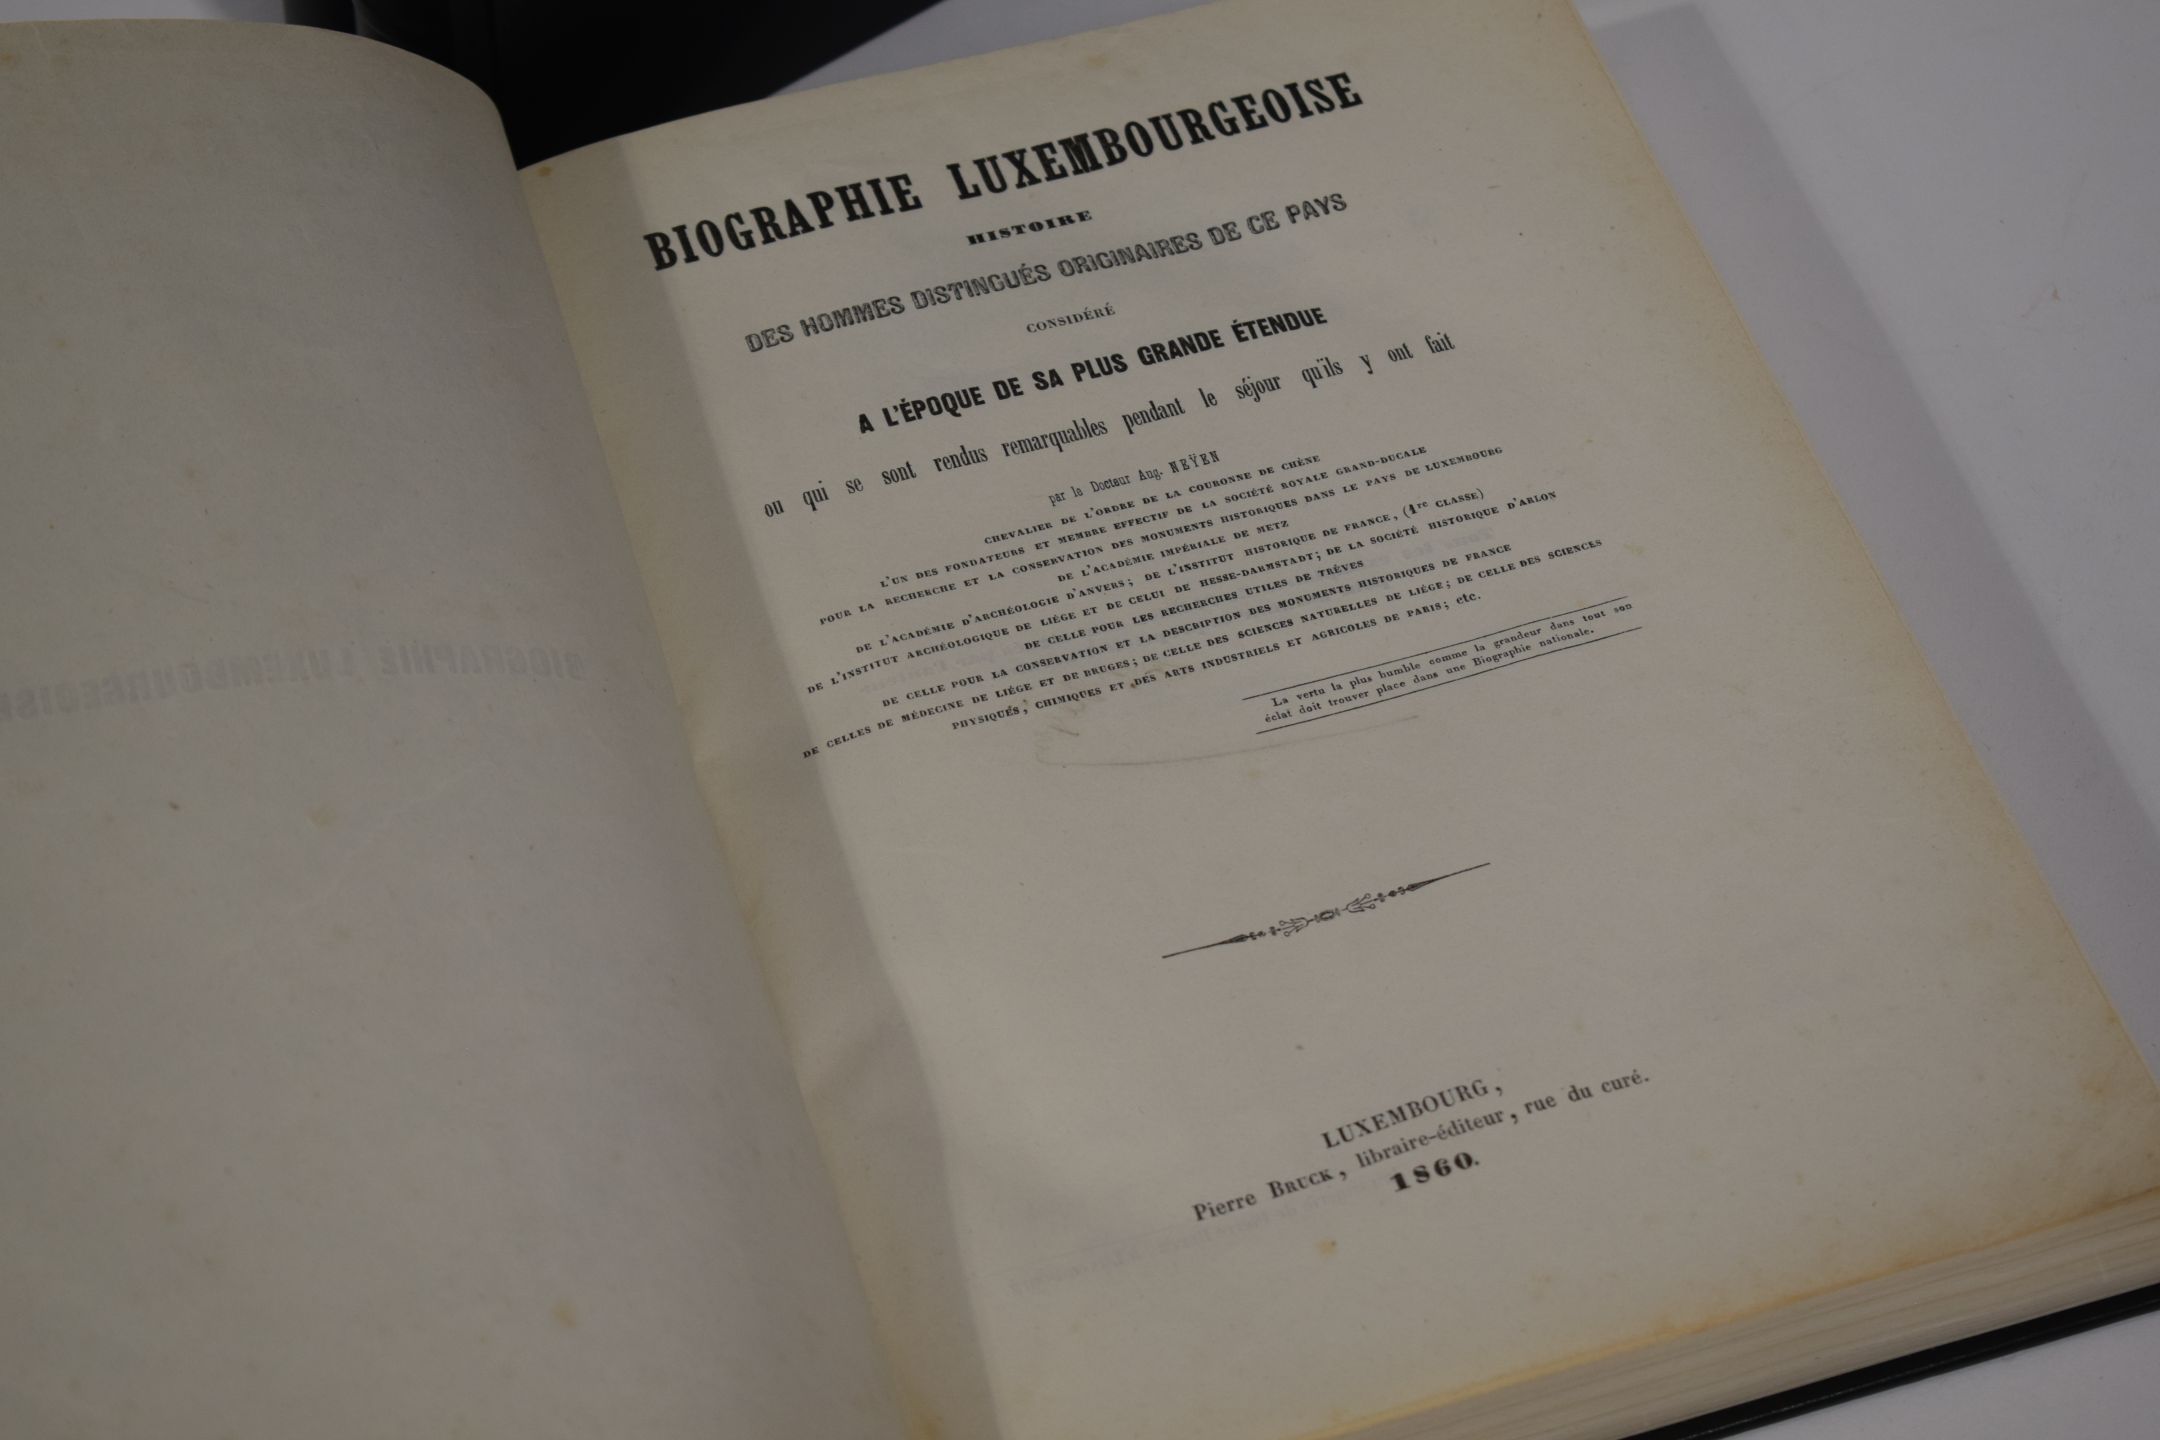 BIOGRAPHIE LUXEMBOURGEOISE
HISTOIRE
DES HOMMES DISTINGUÉS ORIGINAIRES DE CE PAYS
CONSIDÉRÉ
A L'ÉPOQUE DE SA PLUS GRANDE ÉTENDUE
ou qui se sont rendus remarquables pendant le séjour qu'ils y ont fait
par le Docteur Aug. NEŸEN
CHEVALIER DE L'ORDRE DE LA COURONNE DE CHÊNE
L'UN DES FONDATEURS ET MEMBRE EFFECTIF DE LA SOCIÉTÉ ROYALE GRAND-DUCALE
POUR LA RECHERCHE ET LA CONSERVATION DES MONUMENTS HISTORIQUES DANS LE PAYS DE LUXEMBOURG
DE L'ACADÉMIE IMPÉRIALE DE METZ
DE L'ACADÉMIE D'ARCHÉOLOGIE D'ANVERS; DE L'INSTITUT HISTORIQUE DE FRANCE, (1re CLASSE)
DE L'INSTITUT ARCHÉOLOGIQUE DE LIÉGE ET DE CELUI DE HESSE-DARMSTADT; DE LA SOCIÉTÉ HISTORIQUE D'ARLON
DE CELLE POUR LES RECHERCHES UTILES DE TRÊVES
DE CELLE POUR LA CONSERVATION ET LA DESCRIPTION DES MONUMENTS HISTORIQUES DE FRANCE
DE CELLES DE MÉDECINE DE LIÉGE ET DE BRUGES; DE CELLE DES SCIENCES NATURELLES DE LIÉGE; DE CELLE DES SCIENCES
PHYSIQUES, CHIMIQUES ET DES ARTS INDUSTRIELS ET AGRICOLES DE PARIS; etc.
La vertu la plus humble comme la grandeur dans tout son
éclat doit trouver place dans une Biographie nationale.
LUXEMBOURG,
Pierre BRUCK, libraire-éditeur, rue du curé.
1860.